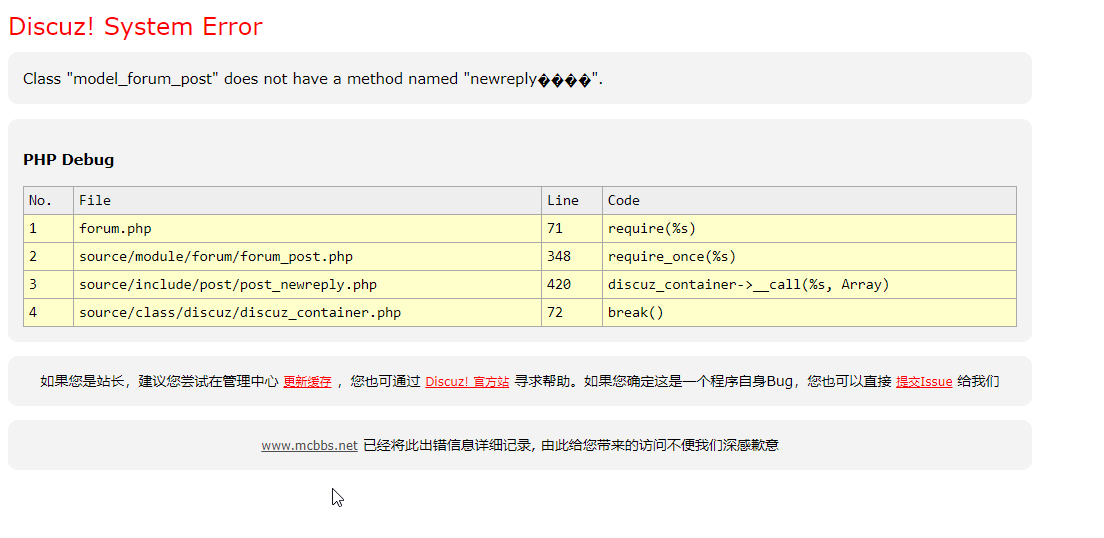 Discuz! System Error
Class "model_forum_post" does not have a method named "newreply����".
PHP Debug
No. File Line Code
1 forum.php 71 require(%s)
2 source/module/forum/forum_post.php 348 require_once(%s)
3 source/include/post/post_newreply.php 420 discuz_container->__call(%s, Array)
4 source/class/discuz/discuz_container.php 72 break()
如果您是站长，建议您尝试在管理中心 更新缓存 ，您也可通过 Discuz! 官方站 寻求帮助。如果您确定这是一个程序自身Bug，您也可以直接 提交Issue 给我们
www.mcbbs.net 已经将此出错信息详细记录, 由此给您带来的访问不便我们深感歉意